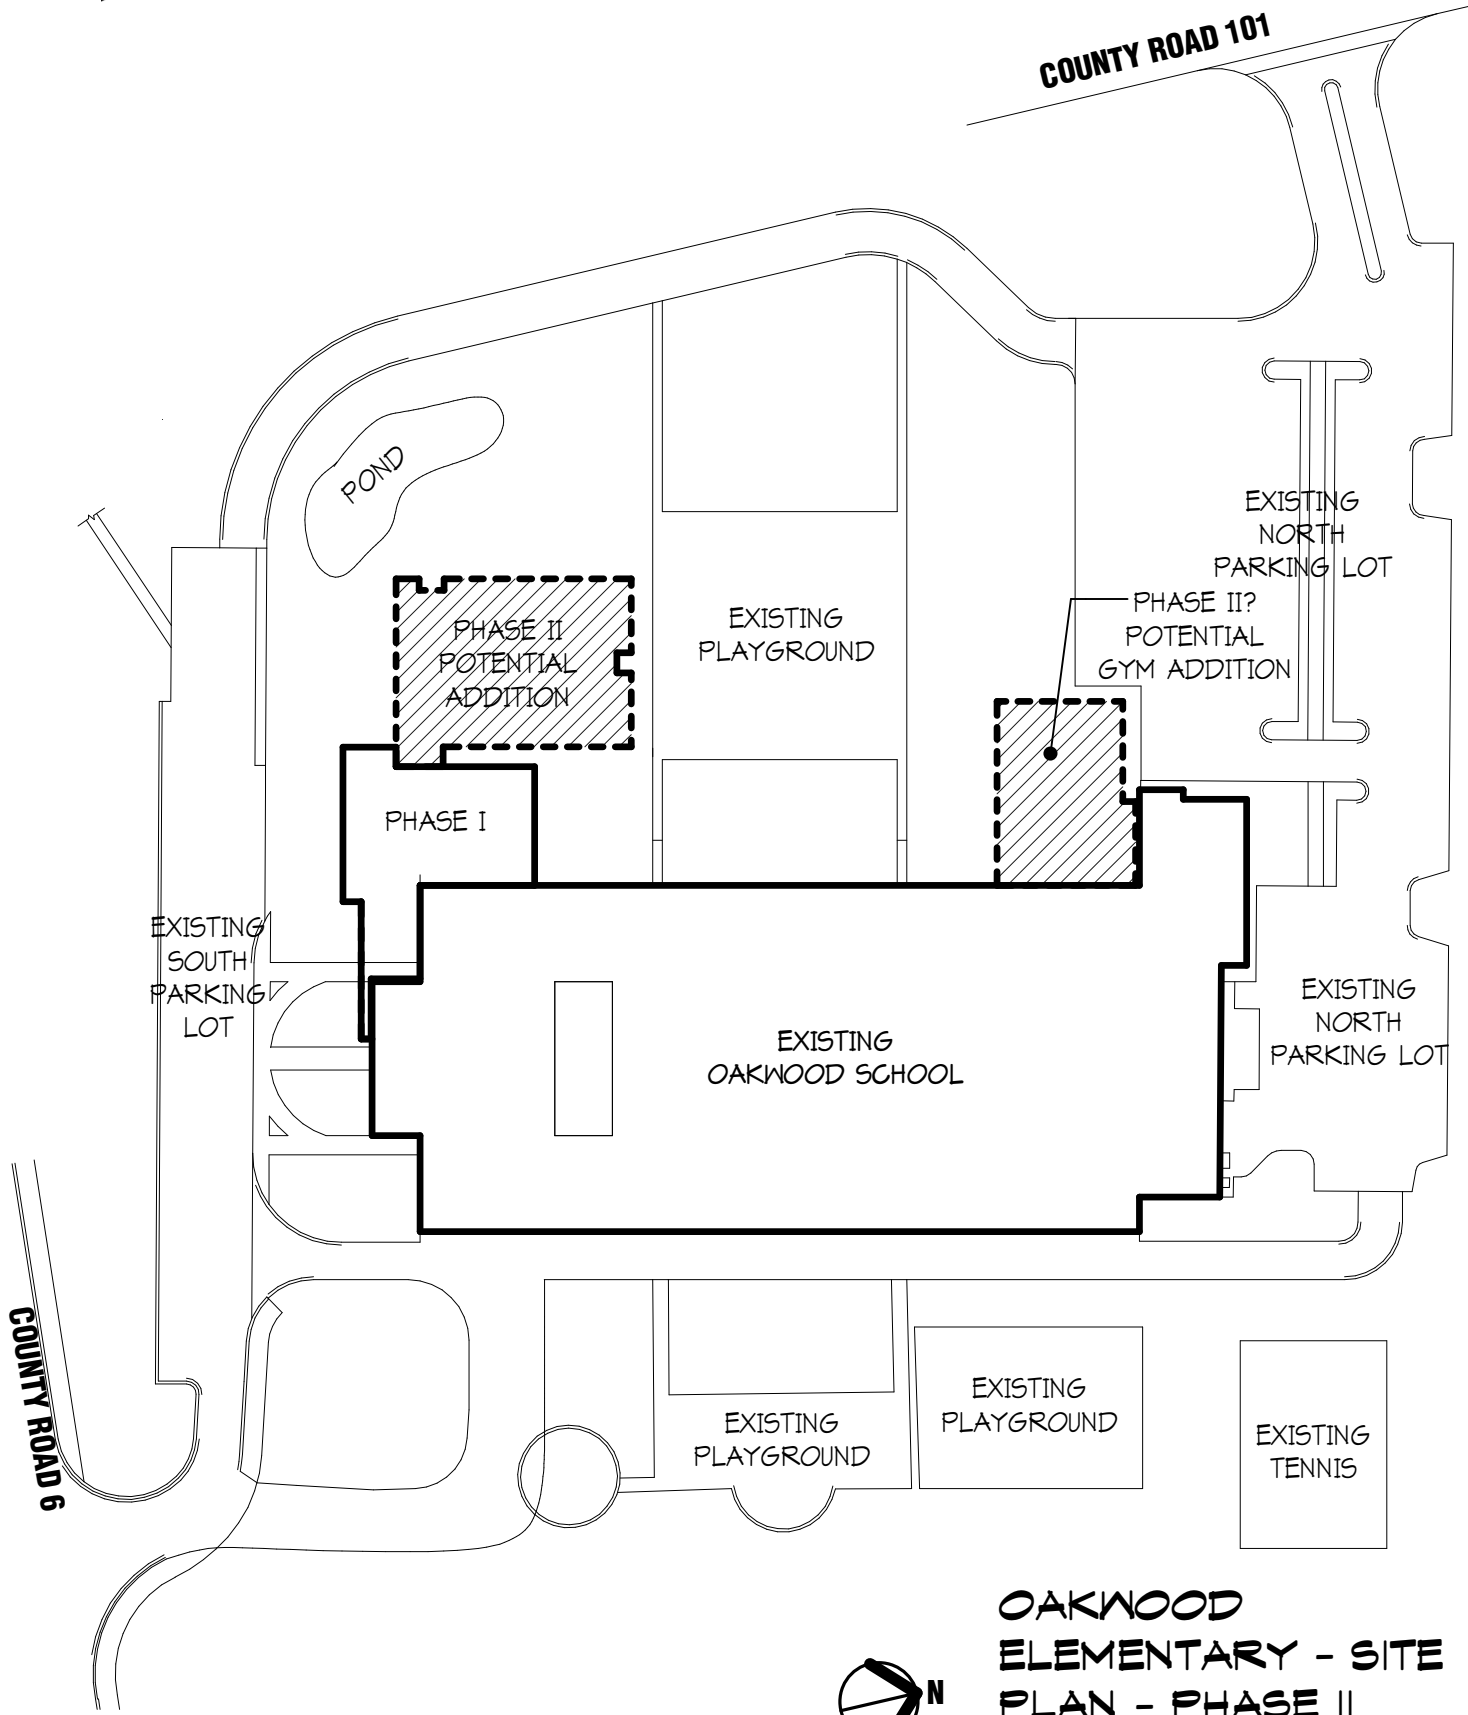 COUNTY ROAD 101
POND
EXISTING
NORTH
PARKING LOT
PHASE II
POTENTIAL
ADDITION
EXISTING
PLAYGROUND
PHASE II?
POTENTIAL
GYM ADDITION
PHASE I
EXISTING
SOUTH
PARKING
LOT
EXISTING
OAKWOOD SCHOOL
EXISTING
NORTH
PARKING LOT
COUNTY ROAD 6
EXISTING
PLAYGROUND
EXISTING
PLAYGROUND
EXISTING
TENNIS
N
OAKWOOD
ELEMENTARY - SITE
PLAN - PHASE II